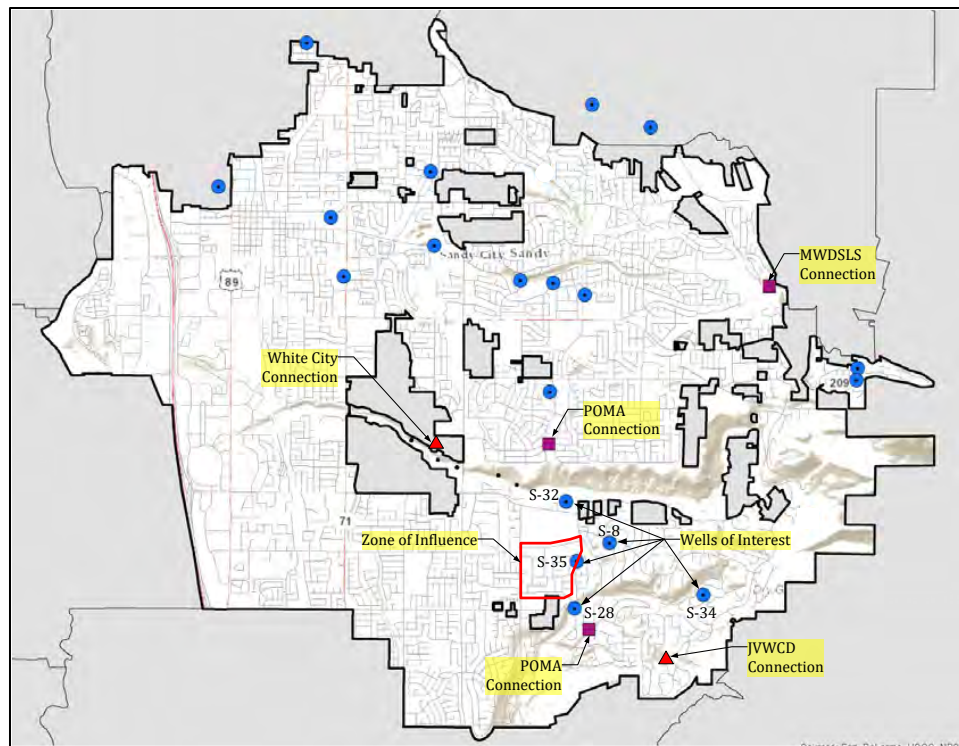 MWDSLS
Connection
Sandy City Sandy
89
White City
Connection
209
POMA
Connection
S-32
71
S-8
Zone of Influence
Wells of Interest
S-35
S-34
S-28
JVWCD
Connection
POMA
Connection